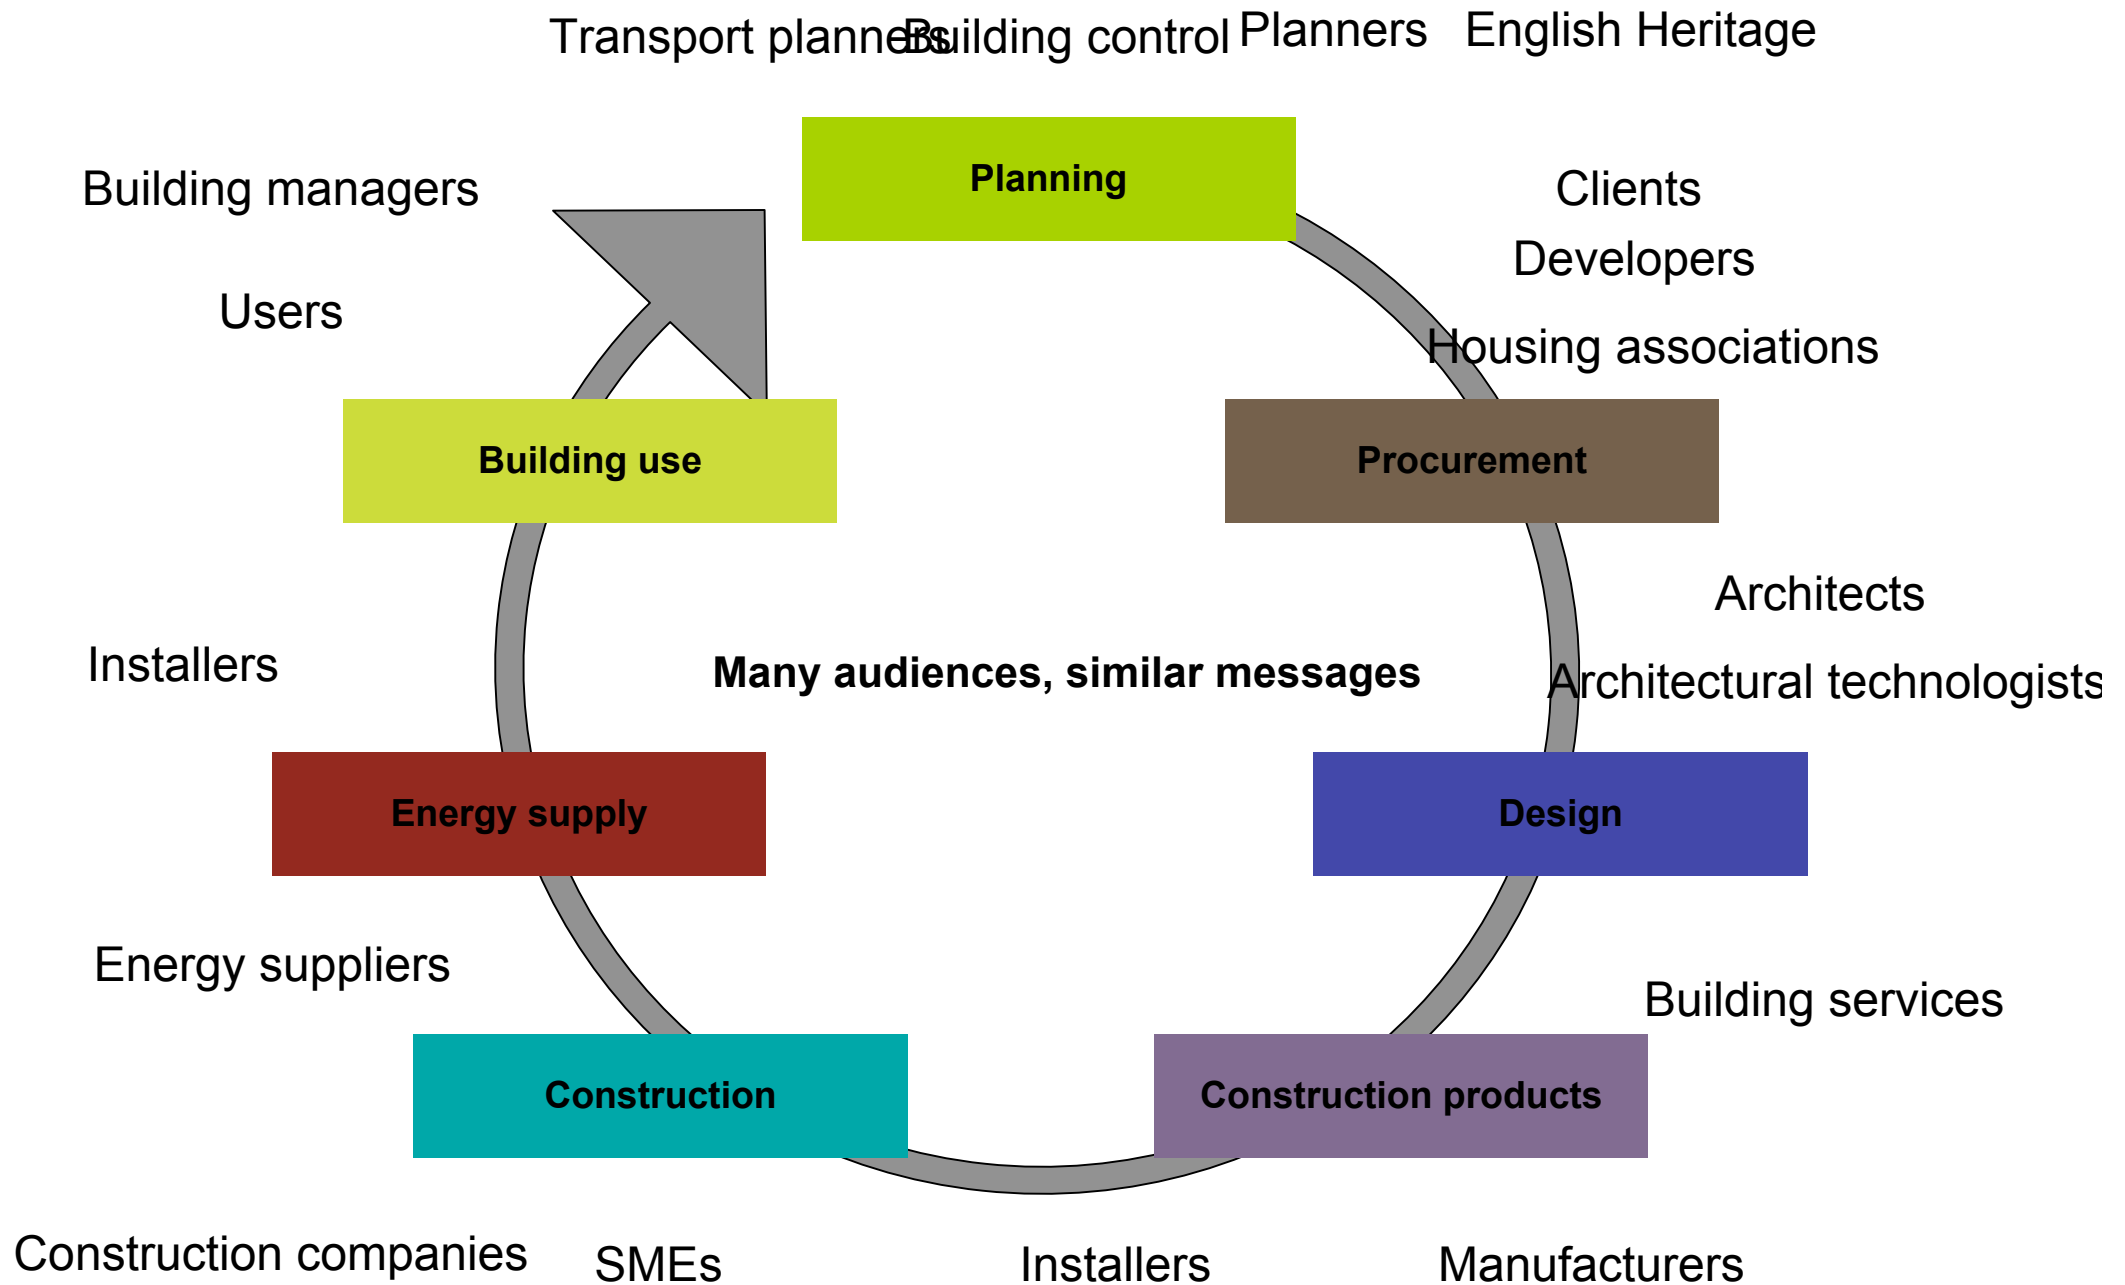 Transport planners
Building control
Planners
English Heritage
Planning
Building managers
Clients
Developers
Users
Housing associations
Building use
Procurement
Architects
Installers
Many audiences, similar messages
Architectural technologists
Energy supply
Design
Energy suppliers
Building services
Construction
Construction products
Construction companies
SMEs
Installers
Manufacturers